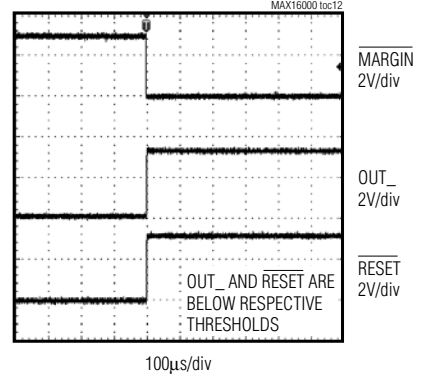 MAX16000 toc12
MARGIN
2V/div
OUT_
2V/div
RESET
2V/div
OUT_ AND RESET ARE
BELOW RESPECTIVE
THRESHOLDS
100μs/div